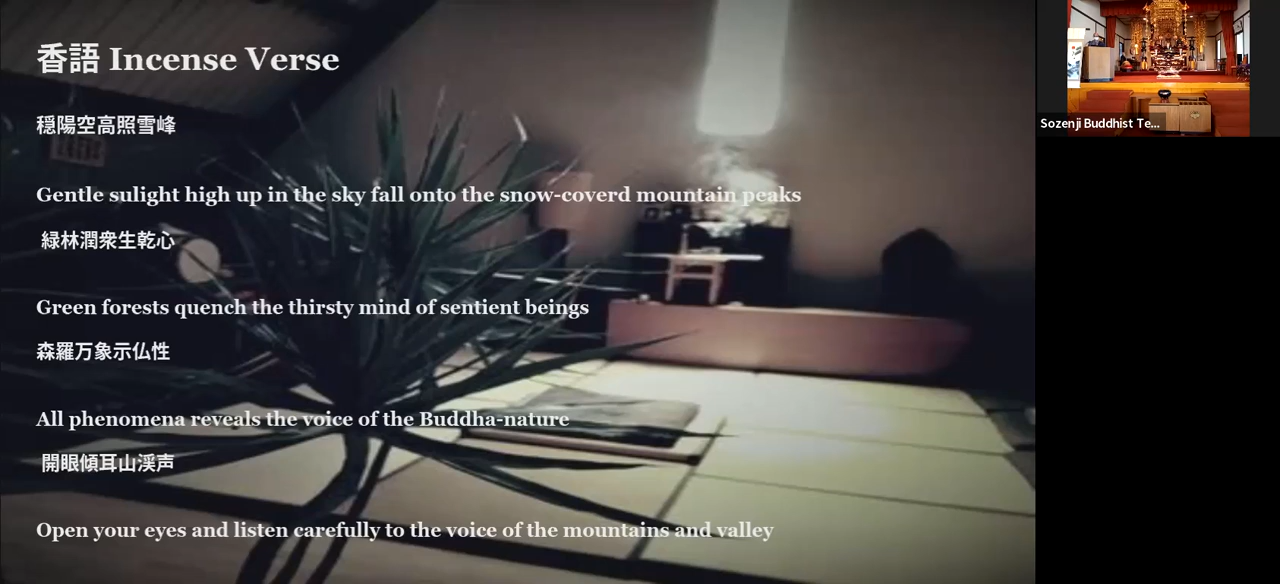 香語 Incense Verse
穏陽空高照雪峰
Gentle sulight high up in the sky fall onto the snow-coverd mountain peaks
緑林潤衆生乾心
Green forests quench the thirsty mind of sentient beings
森羅万象示仏性
All phenomena reveals the voice of the Buddha-nature
開眼傾耳山渓声
Open your eyes and listen carefully to the voice of the mountains and valley
Sozenji Buddhist Te...